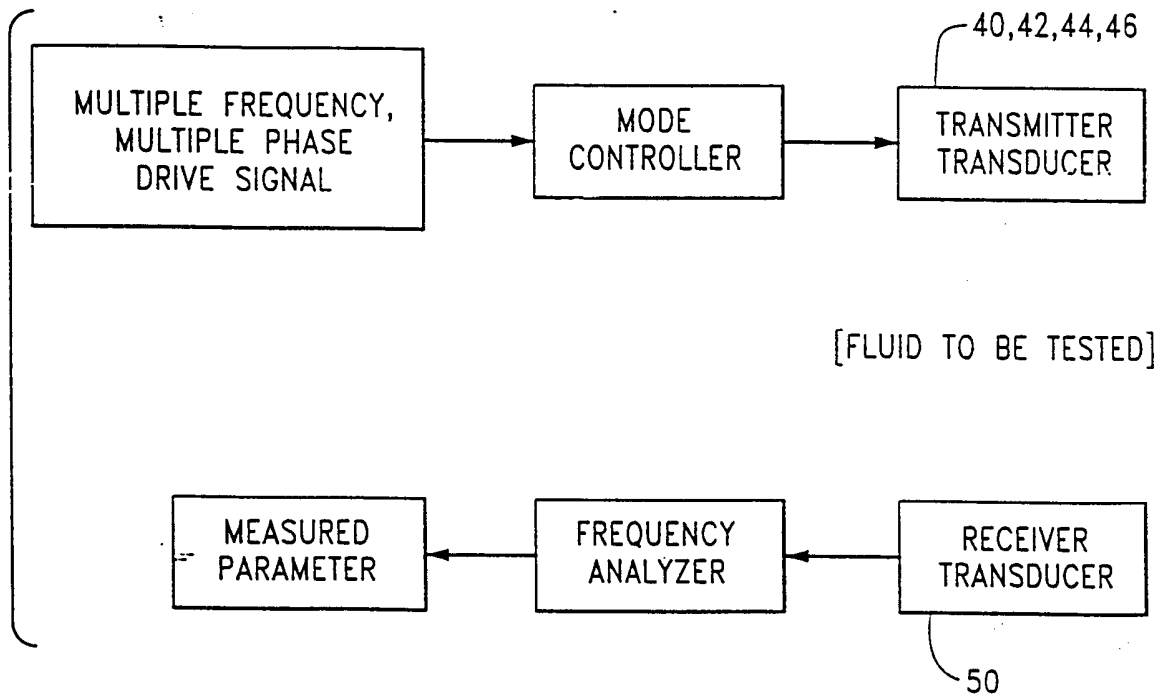 40,42,44,46
MULTIPLE FREQUENCY,
MULTIPLE PHASE
DRIVE SIGNAL
MODE
CONTROLLER
TRANSMITTER
TRANSDUCER
[FLUID TO BE TESTED]
MEASURED
PARAMETER
FREQUENCY
ANALYZER
RECEIVER
TRANSDUCER
50